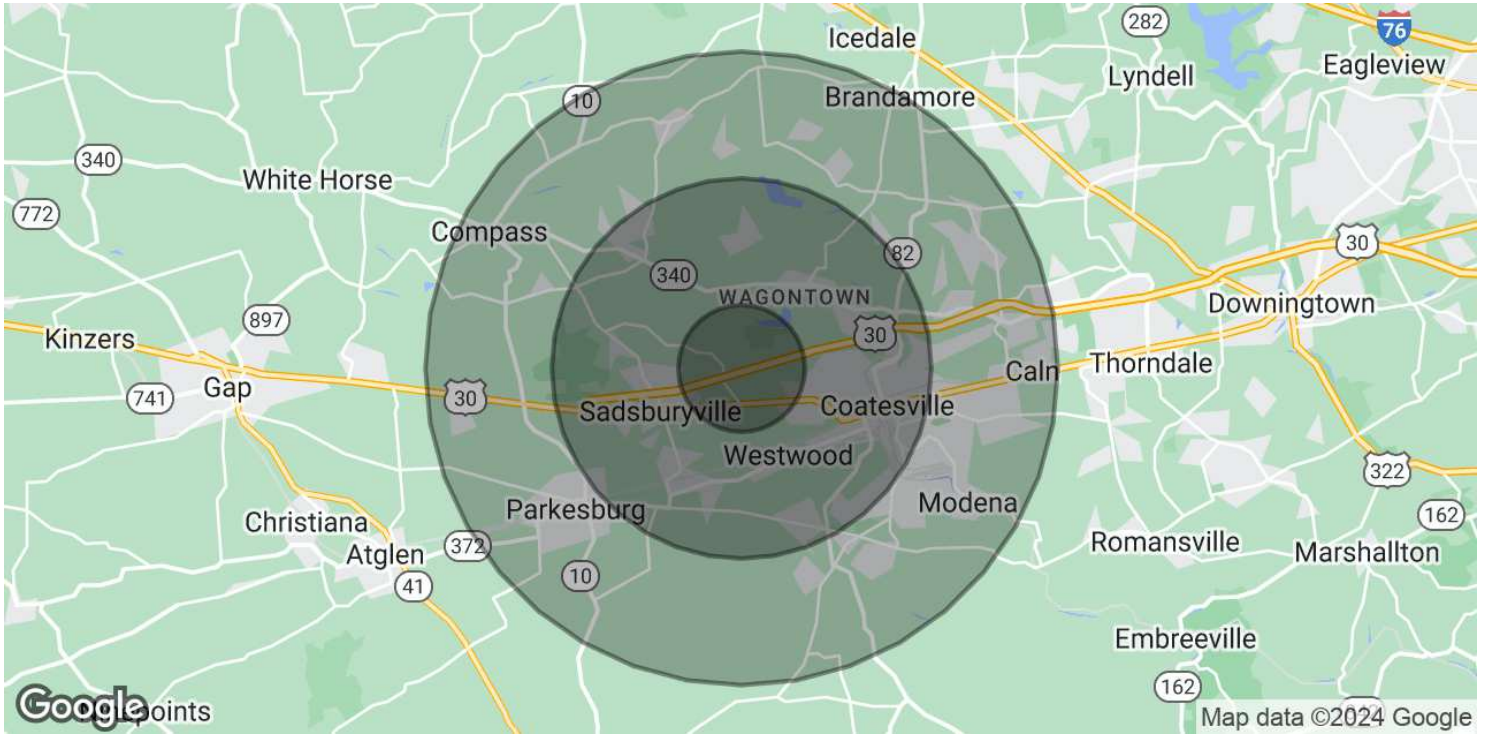 282
76
Icedale
Eagleview
Lyndell
Brandamore
10
340
White Horse
772
Compass
82
30
340
WAGONTOWN
Downingtown
897
30
Kinzers
Caln
Thorndale
Gap
741
30
Sadsburyville
Coatesville
Westwood
322
Parkesburg
Modena
162
Christiana
Atglen
372
Romansville
Marshallton
10
41
Embreeville
162
Google
points
Map data ©2024 Google